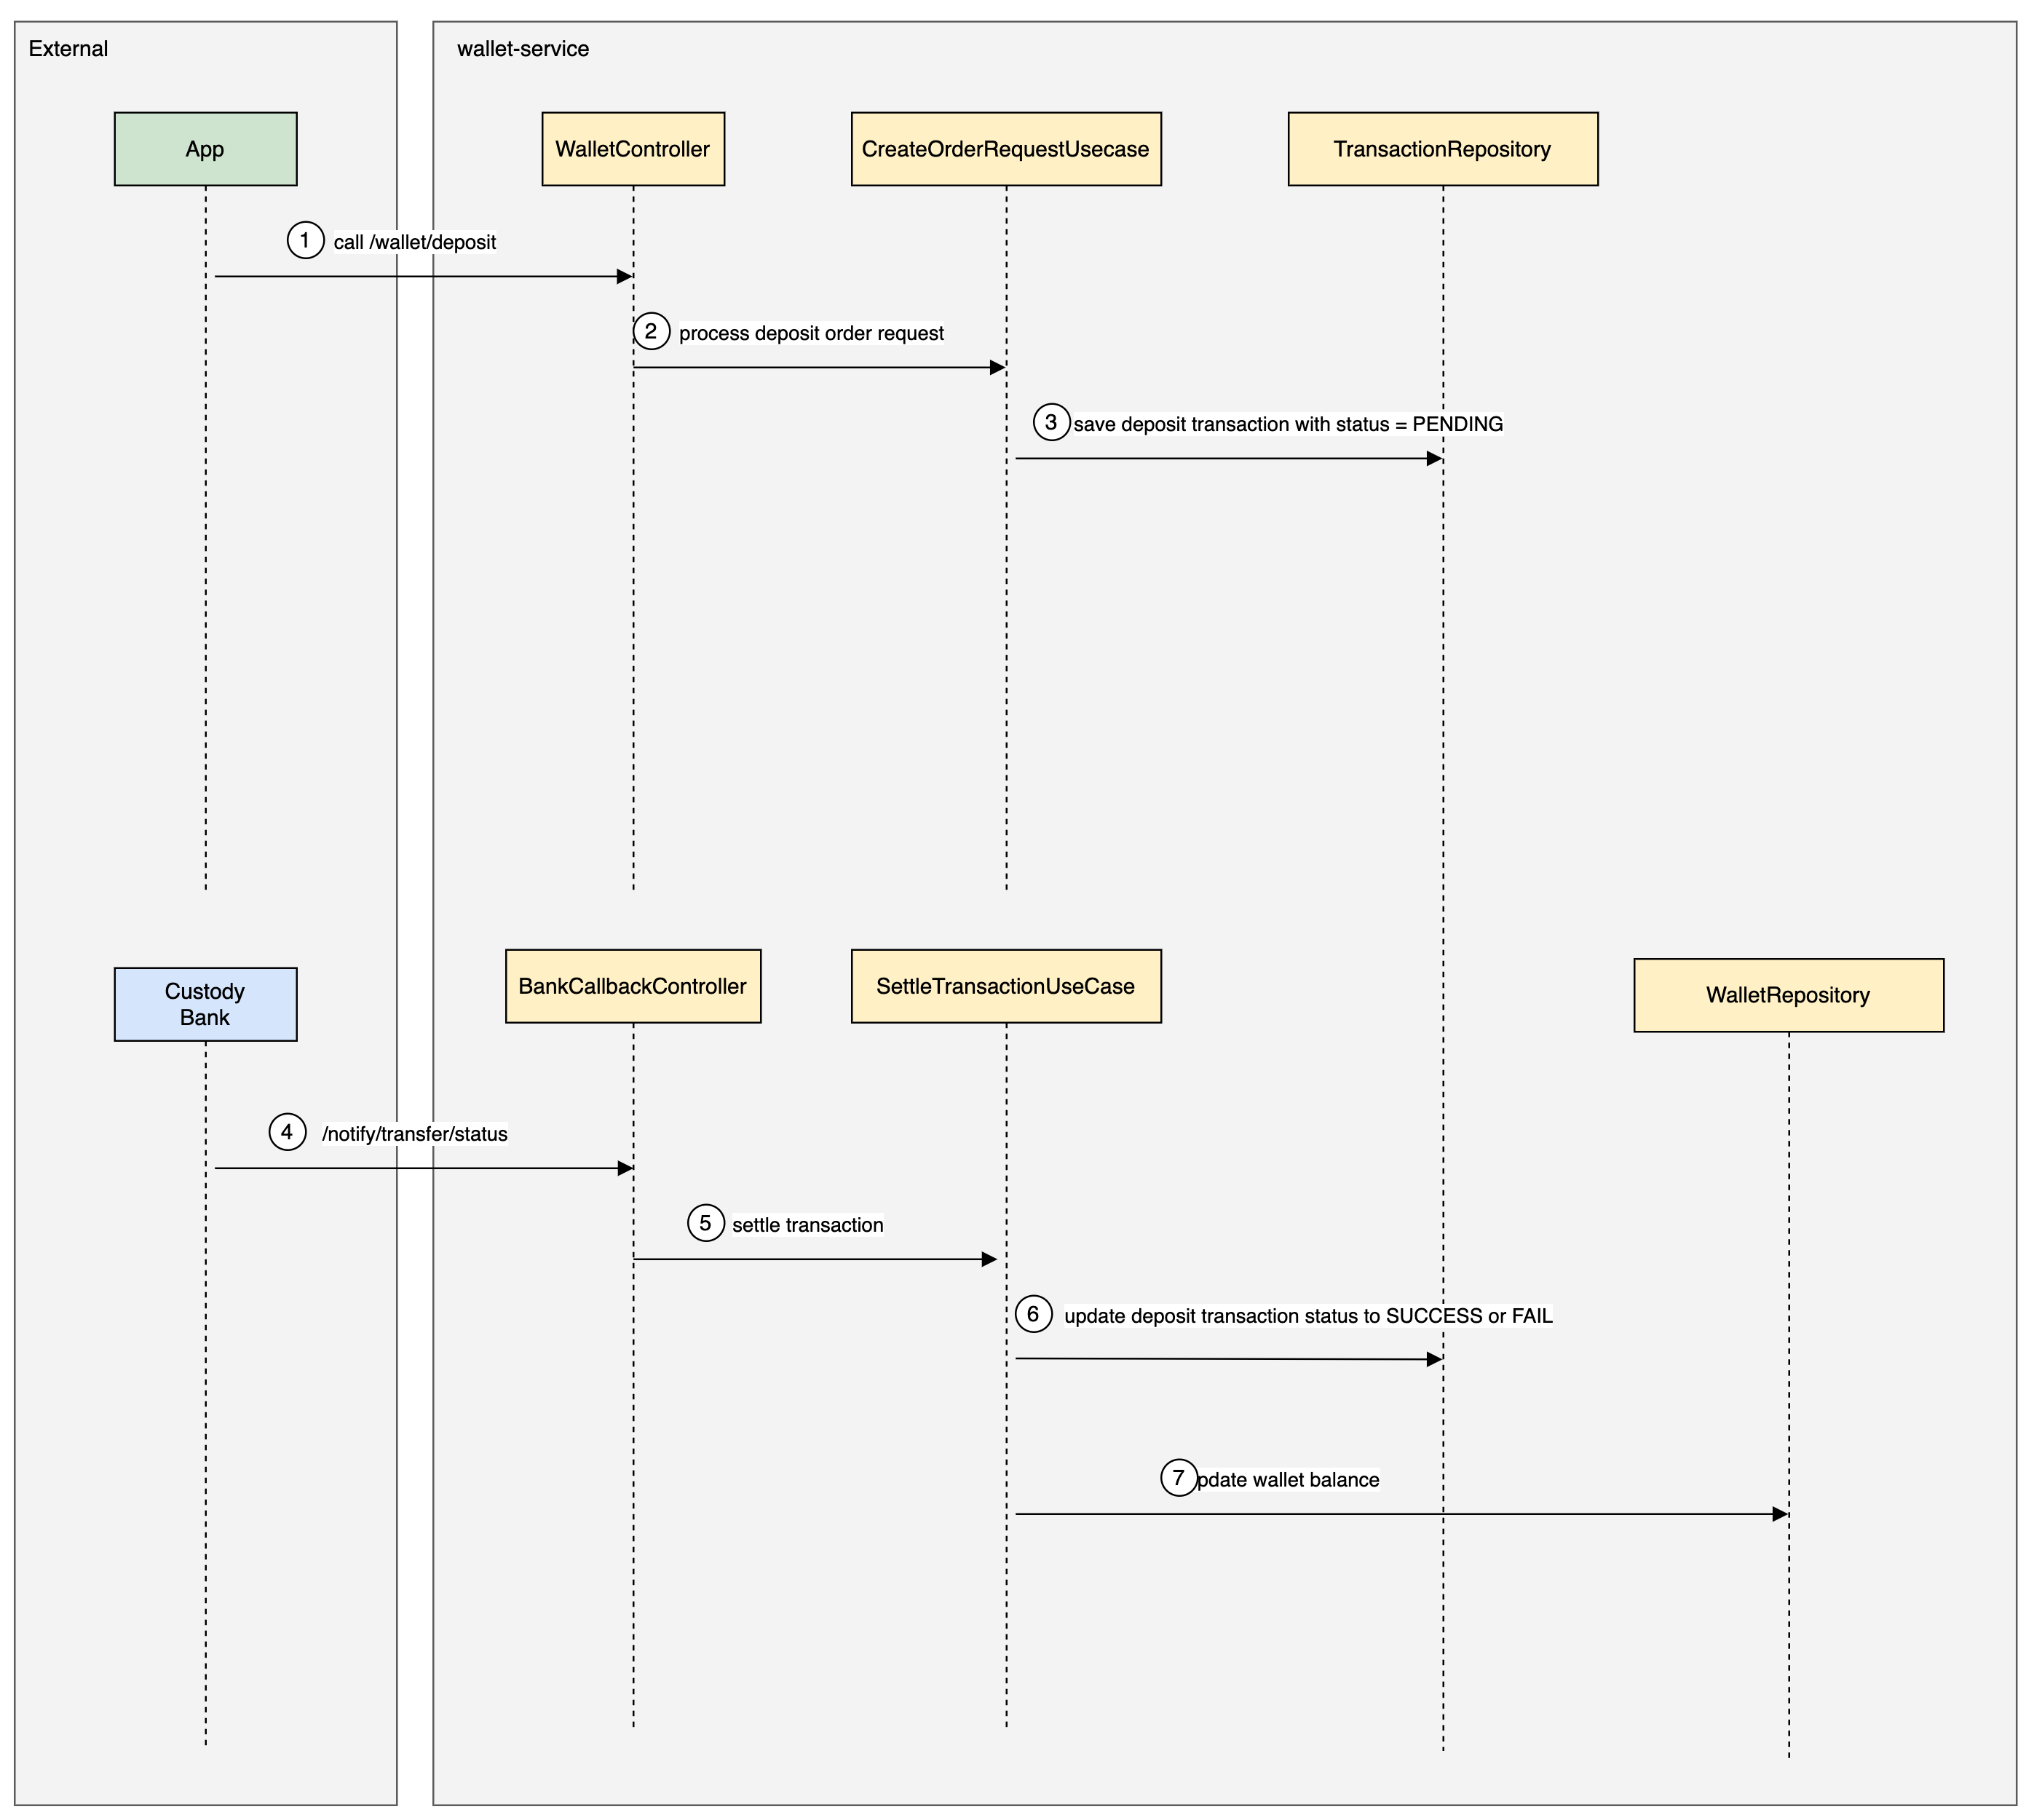 External
wallet-service
App
WalletController
CreateOrderRequestUsecase
TransactionRepository
1 call /wallet/deposit
2 process deposit order request
3 save deposit transaction with status = PENDING
Custody
Bank
BankCallbackController
SettleTransactionUseCase
WalletRepository
4 /notify/transfer/status
5 settle transaction
6 update deposit transaction status to SUCCESS or FAIL
7 pdate wallet balance